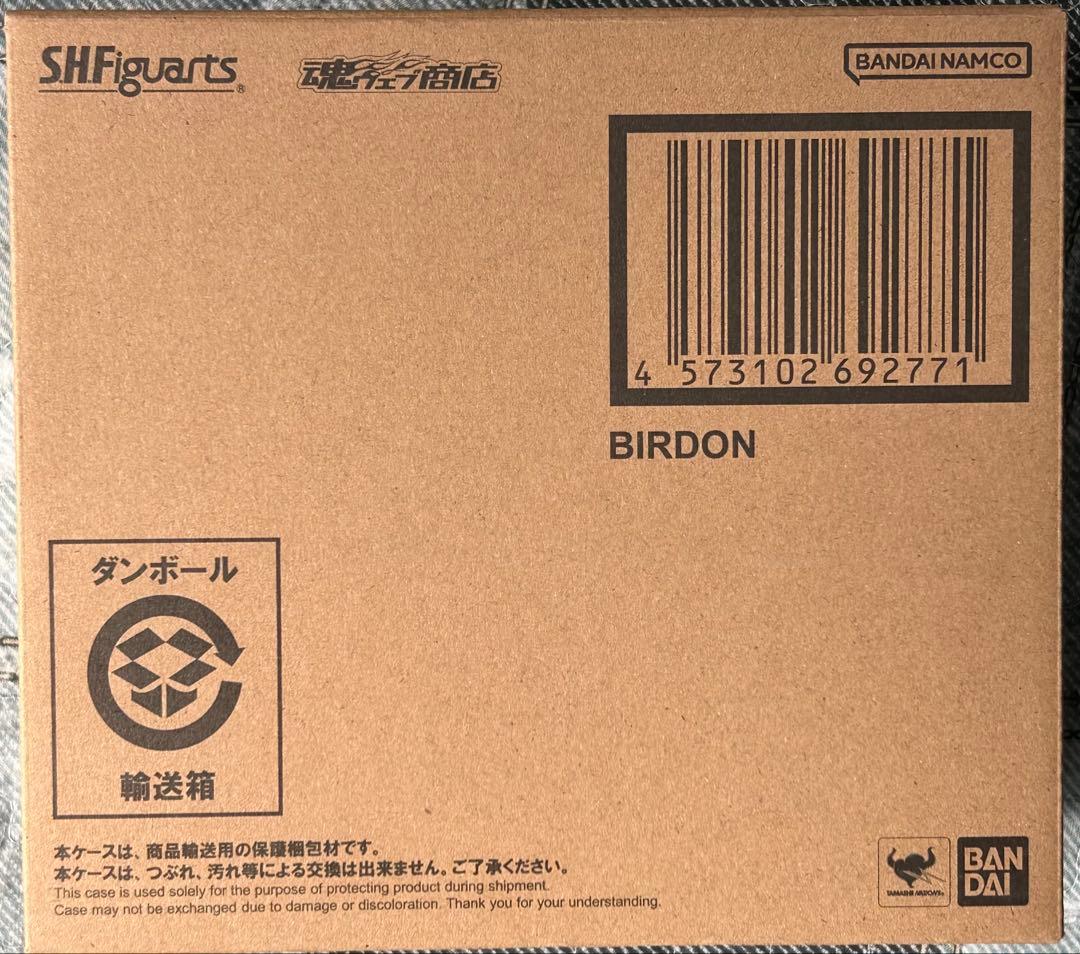 S.H.Figuarts®
魂ウェブ商店
BANDAI NAMCO
4 573102 692771
BIRDON
ダンボール
輸送箱
本ケースは、商品輸送用の保護梱包材です。
本ケースは、つぶれ、汚れ等による交換は出来ません。ご了承ください。
This case is used solely for the purpose of protecting product during shipment.
Case may not be exchanged due to damage or discoloration. Thank you for your understanding.
TAMASHII NATIONS
BAN
DAI